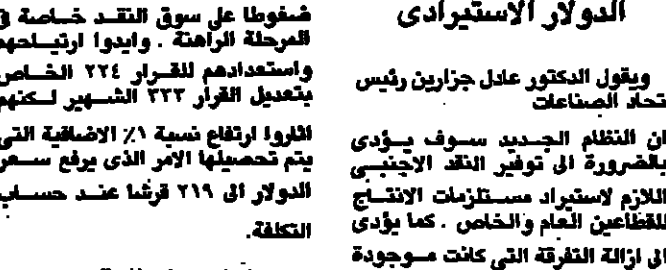 الدولار الاستيرادى
ويقول الدكتور عادل جزارين رئيس
تحاد الصناعات
ان النظام الجديد سوف يؤدى
بالضرورة الى توفير النقد الاجنبى
اللازم لاستيراد مستلزمات الانتاج
للقطاعين العام والخاص . كما يؤدى
الى ازالة التفرقة التى كانت موجودة
ضغوطا على سوق النقد خاصة فى
المرحلة الراهنة . وايدوا ارتياحهم
واستعدادهم للقرار ٢٢٤ الخاص
بتعديل القرار ٣٣٣ الشهير لكنهم
اثاروا ارتفاع نسبة ١٪ الاضافية التى
يتم تحصيلها الامر الذى يرفع سعر
الدولار الى ٢١٩ قرشا عند حساب
التكلفة.